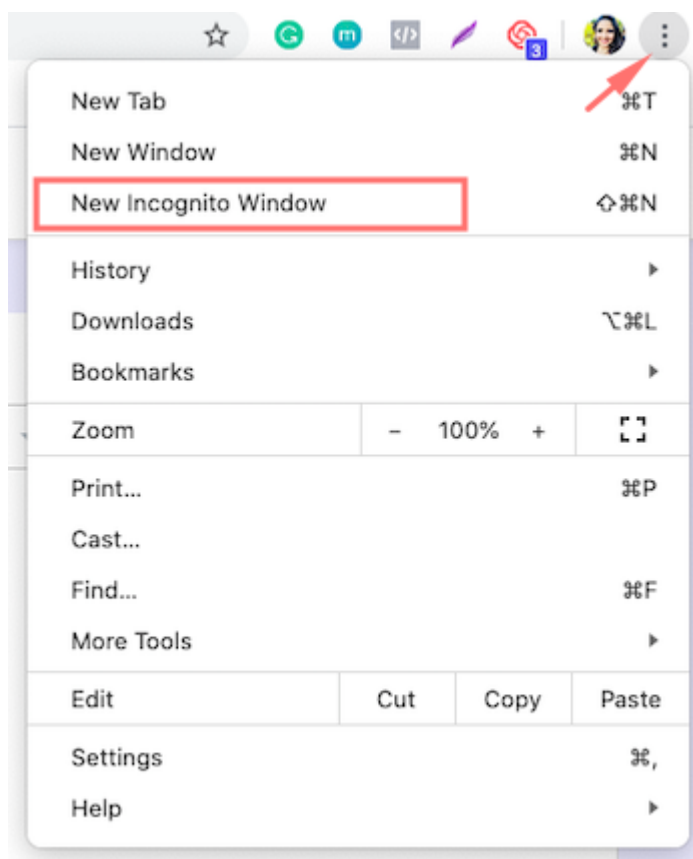 G m </> 3
New Tab ⌘T
New Window ⌘N
New Incognito Window ⇧⌘N
History
Downloads ⌥⌘L
Bookmarks
Zoom - 100% +
Print... ⌘P
Cast...
Find... ⌘F
More Tools
Edit Cut Copy Paste
Settings ⌘,
Help